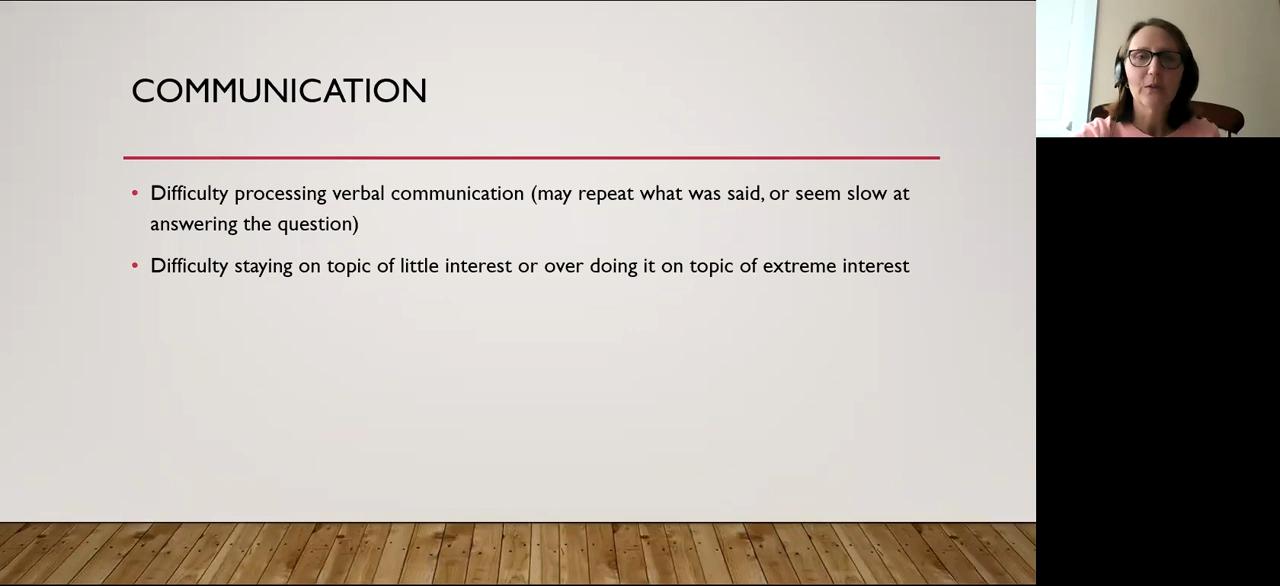 COMMUNICATION
• Difficulty processing verbal communication (may repeat what was said, or seem slow at
answering the question)
• Difficulty staying on topic of little interest or over doing it on topic of extreme interest